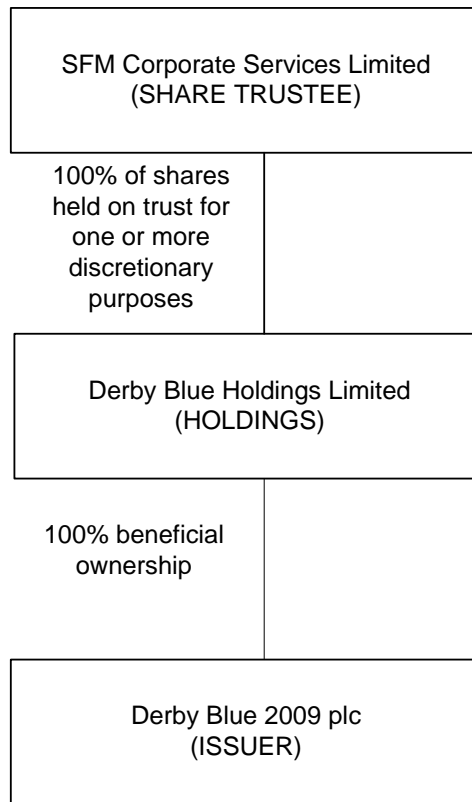 SFM Corporate Services Limited
(SHARE TRUSTEE)
100% of shares
held on trust for
one or more
discretionary
purposes
Derby Blue Holdings Limited
(HOLDINGS)
100% beneficial
ownership
Derby Blue 2009 plc
(ISSUER)